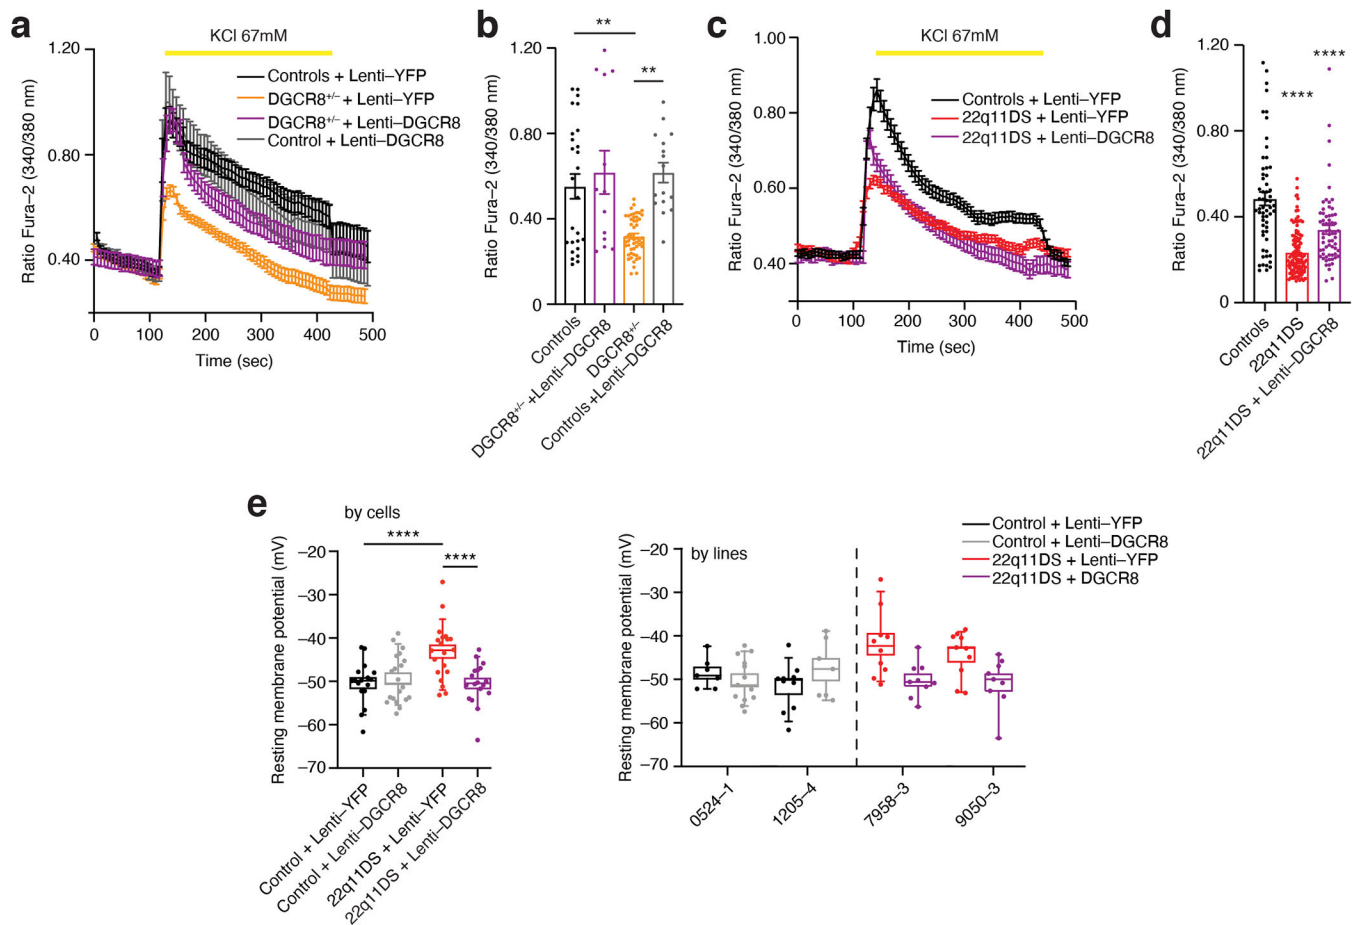 a
KCl 67mM
Ratio Fura–2 (340/380 nm)
1.20
0.80
0.40
Controls + Lenti–YFP
DGCR8+/– + Lenti–YFP
DGCR8+/– + Lenti–DGCR8
Control + Lenti–DGCR8
0
100
200
300
400
500
Time (sec)
b
**
**
Ratio Fura–2 (340/380 nm)
1.20
0.80
0.40
0
Controls
DGCR8+/– +Lenti–DGCR8
DGCR8+/–
Controls +Lenti–DGCR8
c
KCl 67mM
Ratio Fura–2 (340/380 nm)
1.00
0.80
0.60
0.40
Controls + Lenti–YFP
22q11DS + Lenti–YFP
22q11DS + Lenti–DGCR8
0
100
200
300
400
500
Time (sec)
d
****
****
Ratio Fura–2 (340/380 nm)
1.20
0.80
0.40
0
Controls
22q11DS
22q11DS + Lenti–DGCR8
e
by cells
****
****
Resting membrane potential (mV)
–20
–30
–40
–50
–60
–70
Control + Lenti–YFP
Control + Lenti–DGCR8
22q11DS + Lenti–YFP
22q11DS + Lenti–DGCR8
by lines
Resting membrane potential (mV)
–20
–30
–40
–50
–60
–70
Control + Lenti–YFP
Control + Lenti–DGCR8
22q11DS + Lenti–YFP
22q11DS + DGCR8
0524–1
1205–4
7958–3
9050–3